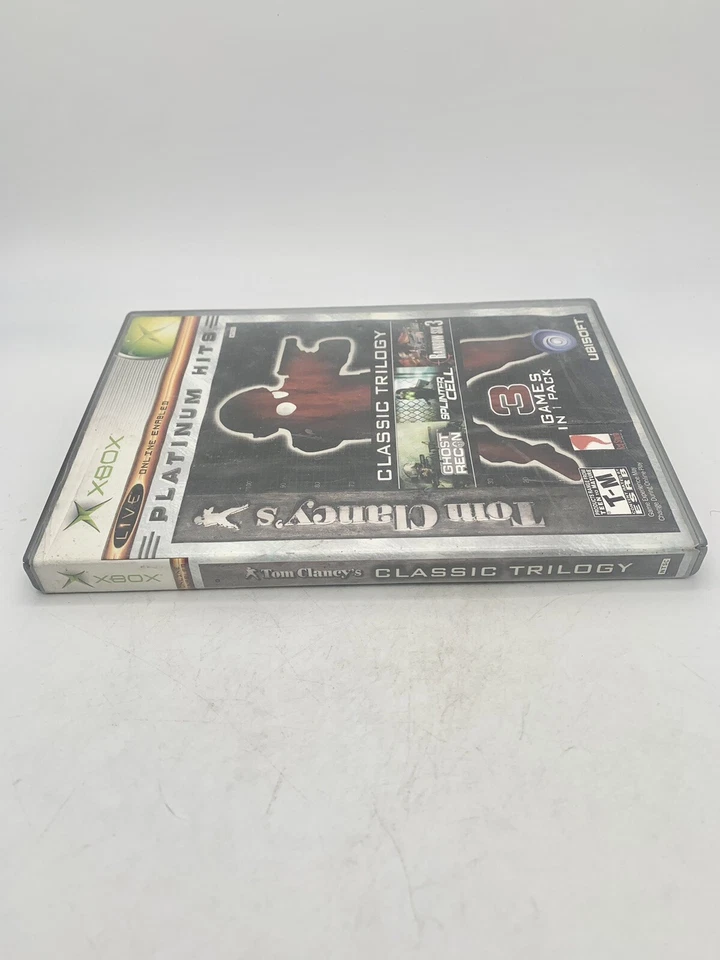 XBOX
LIVE
ONLINE ENABLED
PLATINUM HITS
Tom Clancy's
CLASSIC TRILOGY
GHOST
RECON
SPLINTER
CELL
RAINBOW SIX 3
3
GAMES
IN 1 PACK
UBISOFT
T-M
ESRB
XBOX
Tom Clancy's CLASSIC TRILOGY
NTSC